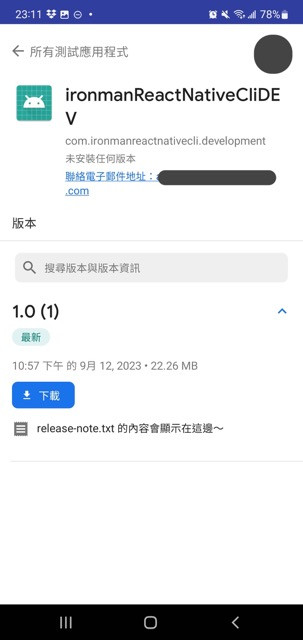 23:11
78%
所有測試應用程式
ironmanReactNativeCliDE
V
com.ironmanreactnativecli.development
未安裝任何版本
聯絡電子郵件地址：
.com
版本
搜尋版本與版本資訊
1.0 (1)
最新
10:57 下午 的 9月 12, 2023 • 22.26 MB
下載
release-note.txt 的內容會顯示在這邊～